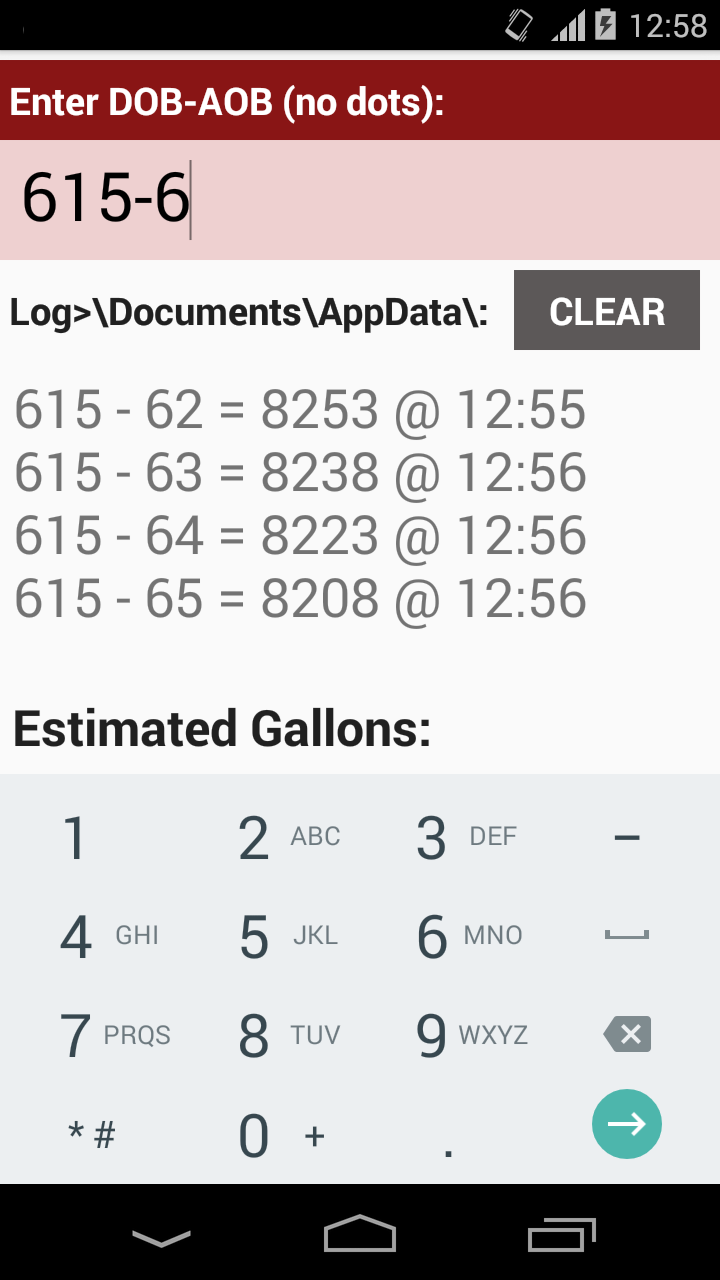 12:58
Enter DOB-AOB (no dots):
615-6
Log>\Documents\AppData\: CLEAR
615 - 62 = 8253 @ 12:55
615 - 63 = 8238 @ 12:56
615 - 64 = 8223 @ 12:56
615 - 65 = 8208 @ 12:56
Estimated Gallons:
1 2 ABC 3 DEF –
4 GHI 5 JKL 6 MNO
7 PRQS 8 TUV 9 WXYZ
* # 0 + .